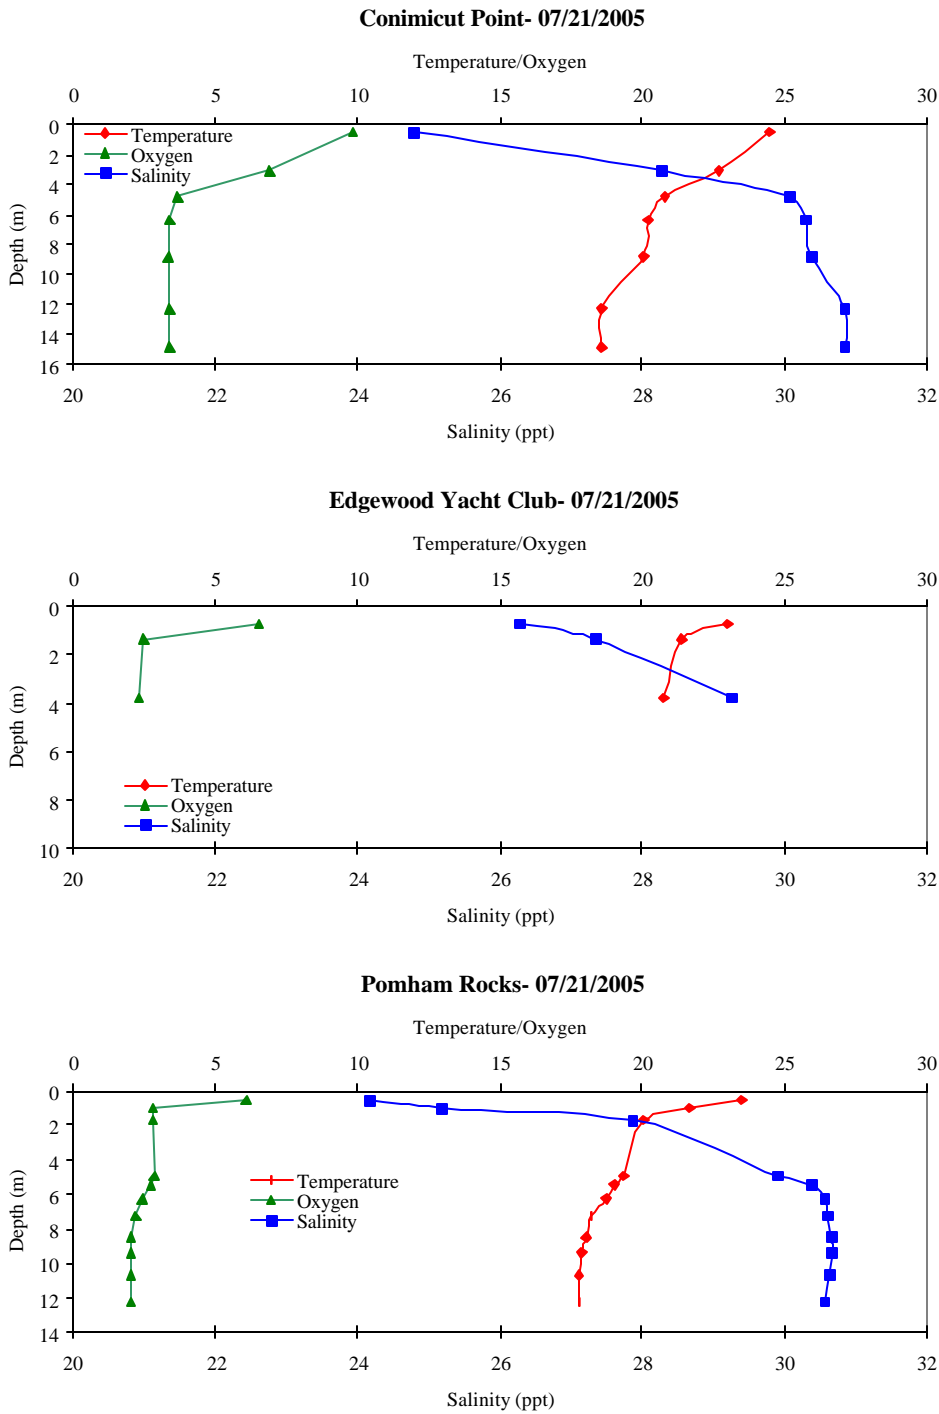 Conimicut Point- 07/21/2005
Temperature/Oxygen
0 5 10 15 20 25 30
0
2
4
6
8
10
12
14
16
Depth (m)
Temperature
Oxygen
Salinity
20 22 24 26 28 30 32
Salinity (ppt)
Edgewood Yacht Club- 07/21/2005
Temperature/Oxygen
0 5 10 15 20 25 30
0
2
4
6
8
10
Depth (m)
Temperature
Oxygen
Salinity
20 22 24 26 28 30 32
Salinity (ppt)
Pomham Rocks- 07/21/2005
Temperature/Oxygen
0 5 10 15 20 25 30
0
2
4
6
8
10
12
14
Depth (m)
Temperature
Oxygen
Salinity
20 22 24 26 28 30 32
Salinity (ppt)